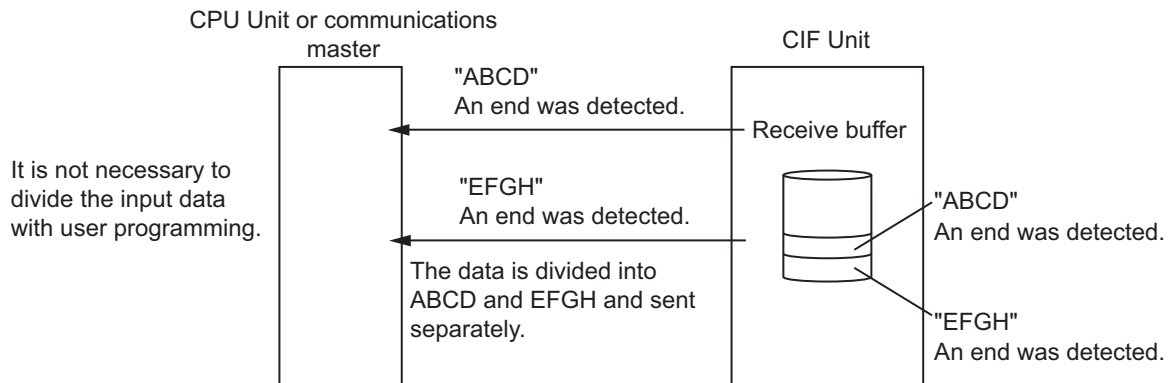 CPU Unit or communications
master
CIF Unit
"ABCD"
An end was detected.
Receive buffer
It is not necessary to
divide the input data
with user programming.
"EFGH"
An end was detected.
"ABCD"
An end was detected.
The data is divided into
ABCD and EFGH and sent
separately.
"EFGH"
An end was detected.